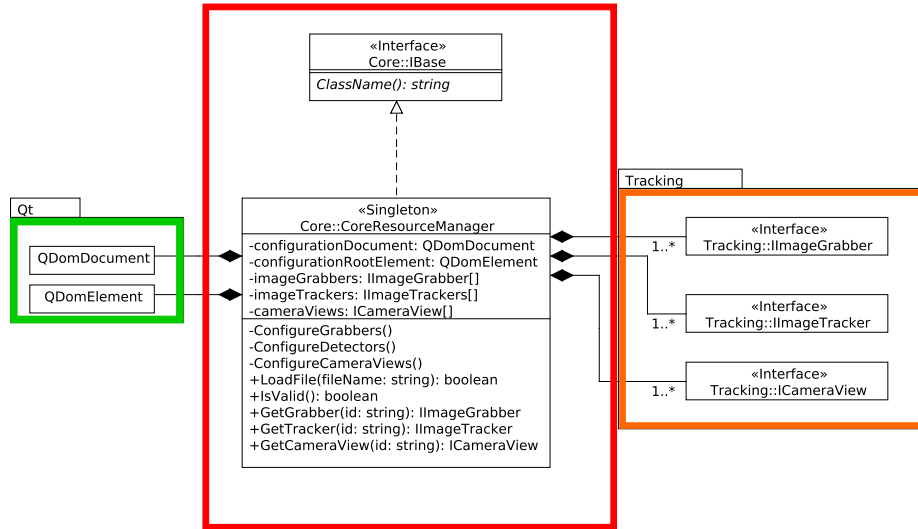 «Interface»
Core::IBase
ClassName(): string
Qt
QDomDocument
QDomElement
«Singleton»
Core::CoreResourceManager
-configurationDocument: QDomDocument
-configurationRootElement: QDomElement
-imageGrabbers: IImageGrabber[]
-imageTrackers: IImageTrackers[]
-cameraViews: ICameraView[]
-ConfigureGrabbers()
-ConfigureDetectors()
-ConfigureCameraViews()
+LoadFile(fileName: string): boolean
+IsValid(): boolean
+GetGrabber(id: string): IImageGrabber
+GetTracker(id: string): IImageTracker
+GetCameraView(id: string): ICameraView
Tracking
«Interface»
Tracking::IImageGrabber
1..*
«Interface»
Tracking::IImageTracker
1..*
«Interface»
Tracking::ICameraView
1..*